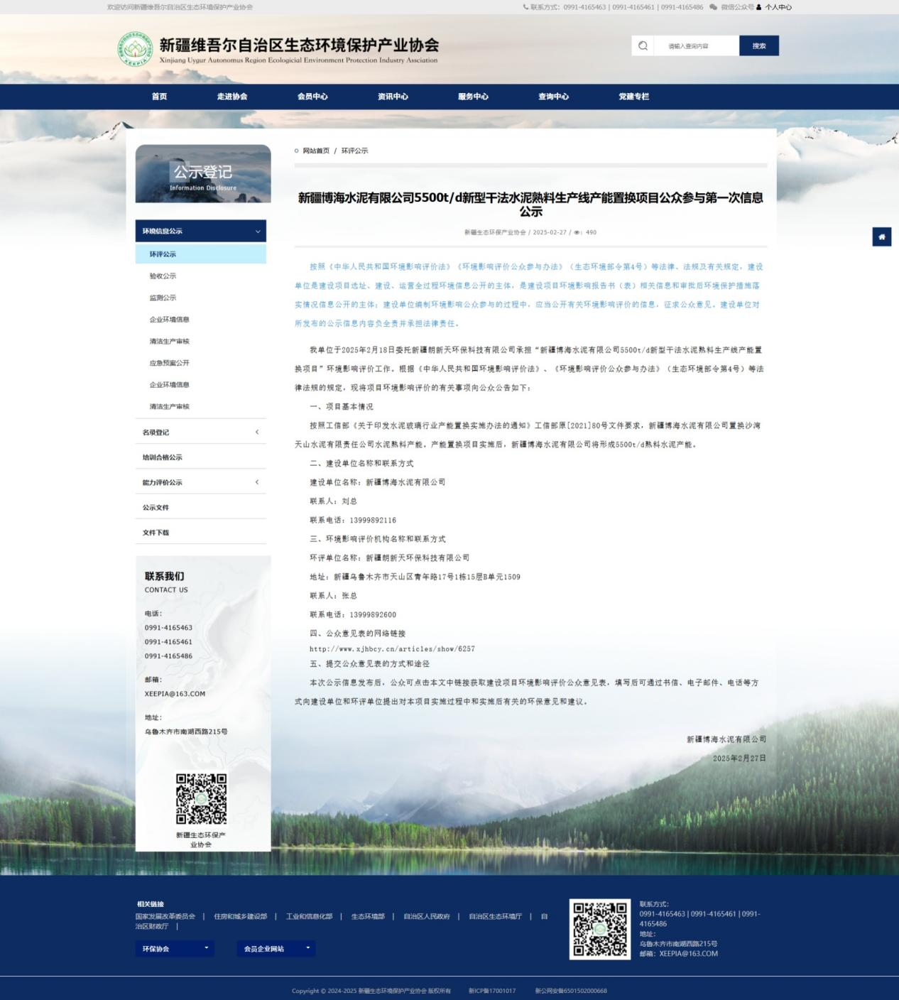 欢迎访问新疆维吾尔自治区生态环境保护产业协会
联系方式：0991-4165463 | 0991-4165461 | 0991-4165486 微信公众号 个人中心
新疆维吾尔自治区生态环境保护产业协会
Xinjiang Uygur Autonomus Region Ecologicial Environment Protection Industry Assciation
XEEPIA
请输入查询内容
搜索
首页 走进协会 会员中心 资讯中心 服务中心 查询中心 党建专栏
公示登记
Information Disclosure
环境信息公示
环评公示
验收公示
监测公示
企业环境信息
清洁生产审核
应急预案公开
企业环境信息
清洁生产审核
名录登记
培训合格公示
能力评价公示
公示文件
文件下载
联系我们
CONTACT US
电话：
0991-4165463
0991-4165461
0991-4165486
邮箱：
XEEPIA@163.COM
地址：
乌鲁木齐市南湖西路215号
新疆生态环保产
业协会
网站首页 / 环评公示
新疆博海水泥有限公司5500t/d新型干法水泥熟料生产线产能置换项目公众参与第一次信息
公示
新疆生态环保产业协会 / 2025-02-27 / ：490
按照《中华人民共和国环境影响评价法》《环境影响评价公众参与办法》（生态环境部令第4号）等法律、法规及有关规定，建设
单位是建设项目选址、建设、运营全过程环境信息公开的主体，是建设项目环境影响报告书（表）相关信息和审批后环境保护措施落
实情况信息公开的主体；建设单位编制环境影响公众参与的过程中，应当公开有关环境影响评价的信息，征求公众意见。建设单位对
所发布的公示信息内容负全责并承担法律责任。
我单位于2025年2月18日委托新疆朗新天环保科技有限公司承担“新疆博海水泥有限公司5500t/d新型干法水泥熟料生产线产能置
换项目”环境影响评价工作。根据《中华人民共和国环境影响评价法》、《环境影响评价公众参与办法》（生态环境部令第4号）等法
律法规的规定，现将项目环境影响评价的有关事项向公众公告如下：
一、项目基本情况
按照工信部《关于印发水泥玻璃行业产能置换实施办法的通知》工信部原[2021]80号文件要求，新疆博海水泥有限公司置换沙湾
天山水泥有限责任公司水泥熟料产能。产能置换项目实施后，新疆博海水泥有限公司将形成5500t/d熟料水泥产能。
二、建设单位名称和联系方式
建设单位名称：新疆博海水泥有限公司
联系人：刘总
联系电话：13999892116
三、环境影响评价机构名称和联系方式
环评单位名称：新疆朗新天环保科技有限公司
地址：新疆乌鲁木齐市天山区青年路17号1栋15层B单元1509
联系人：张总
联系电话：13999892600
四、公众意见表的网络链接
http://www.xjhbcy.cn/articles/show/6257
五、提交公众意见表的方式和途径
本次公示信息发布后，公众可点击本文中链接获取建设项目环境影响评价公众意见表，填写后可通过书信、电子邮件、电话等方
式向建设单位和环评单位提出对本项目实施过程中和实施后有关的环保意见和建议。
新疆博海水泥有限公司
2025年2月27日
相关链接
国家发展改革委员会 | 住房和城乡建设部 | 工业和信息化部 | 生态环境部 | 自治区人民政府 | 自治区生态环境厅 | 自
治区财政厅 |
环保协会 会员企业网站
联系方式：
0991-4165463 | 0991-4165461 | 0991-
4165486
地址：
乌鲁木齐市南湖西路215号
邮箱：XEEPIA@163.COM
Copyright © 2024-2025 新疆生态环境保护产业协会 版权所有 新ICP备17001017 新公网安备6501502000668